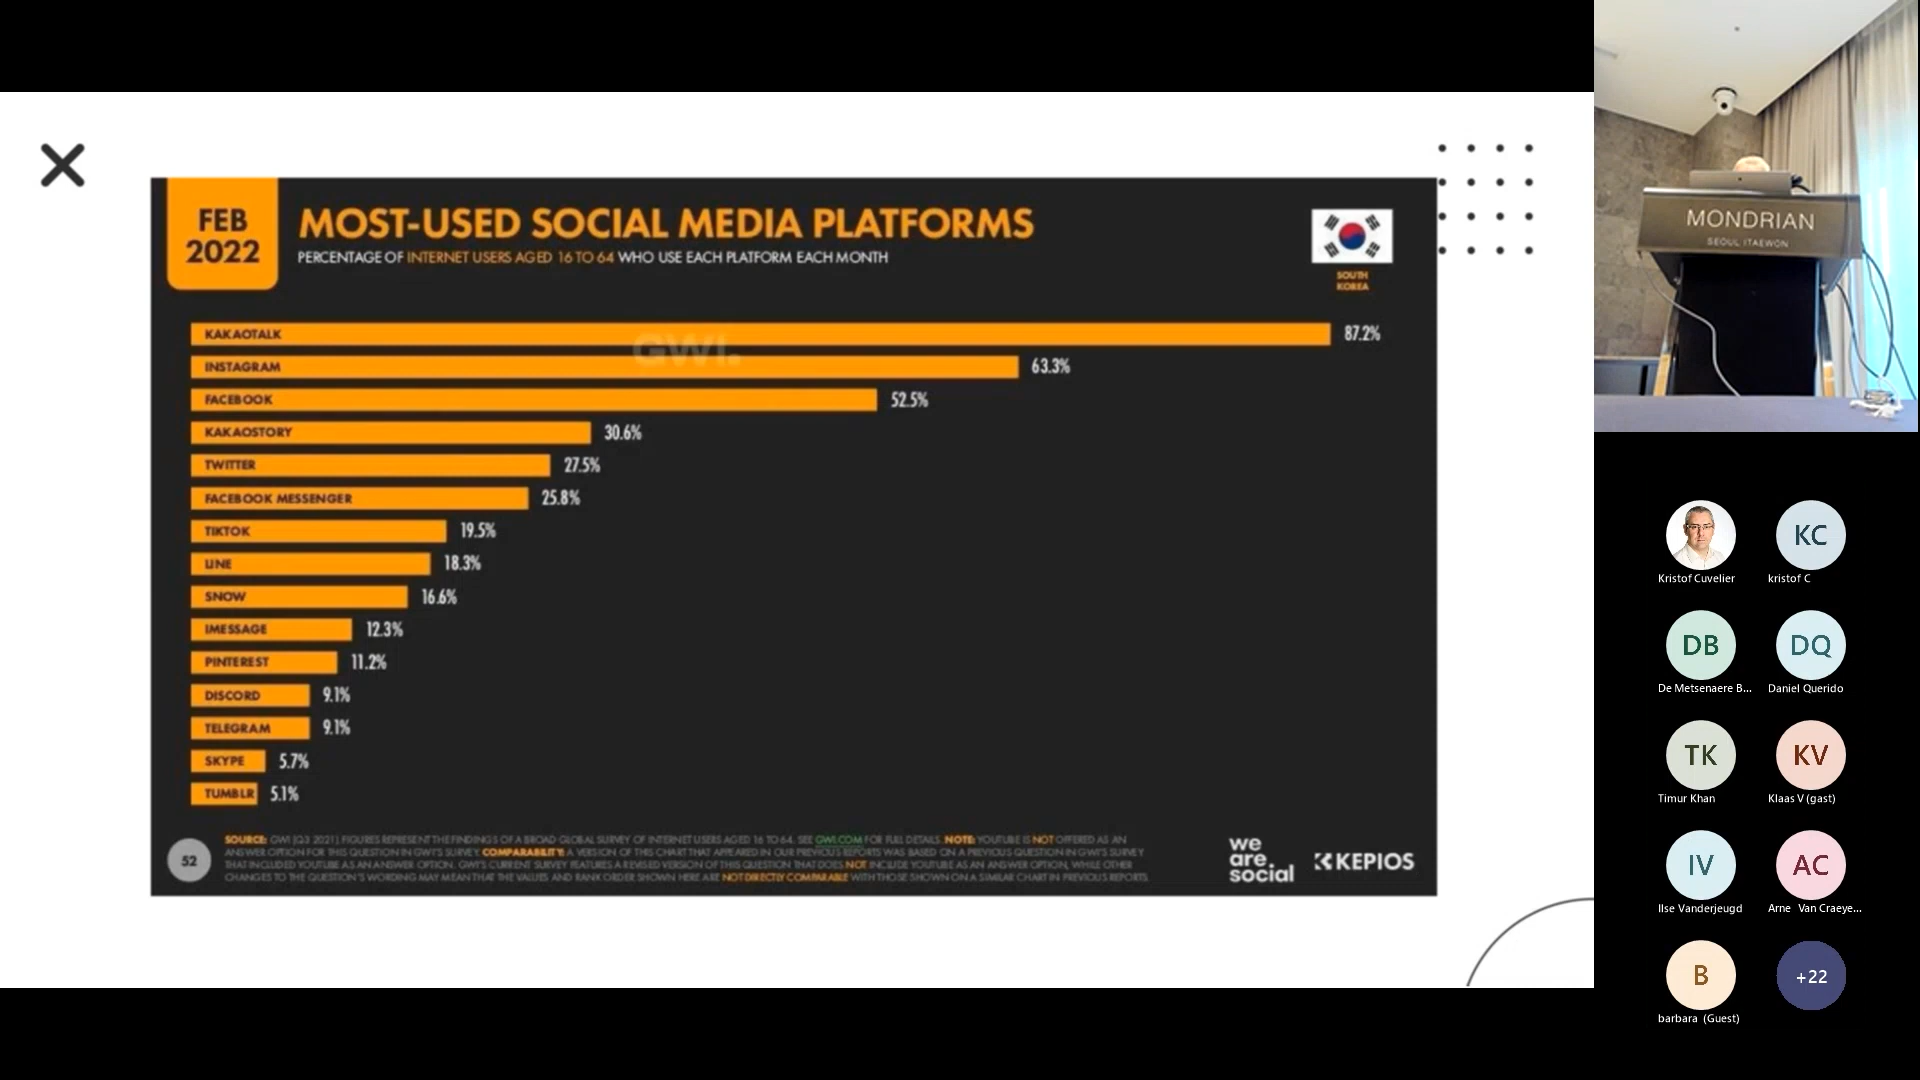 FEB
2022
MOST-USED SOCIAL MEDIA PLATFORMS
PERCENTAGE OF INTERNET USERS AGED 16 TO 64 WHO USE EACH PLATFORM EACH MONTH
SOUTH
KOREA
GWI.
KAKAOTALK 87.2%
INSTAGRAM 63.3%
FACEBOOK 52.5%
KAKAOSTORY 30.6%
TWITTER 27.5%
FACEBOOK MESSENGER 25.8%
TIKTOK 19.5%
LINE 18.3%
SNOW 16.6%
IMESSAGE 12.3%
PINTEREST 11.2%
DISCORD 9.1%
TELEGRAM 9.1%
SKYPE 5.7%
TUMBLR 5.1%
52
SOURCE: GWI (Q3 2021). FIGURES REPRESENT THE FINDINGS OF A BROAD GLOBAL SURVEY OF INTERNET USERS AGED 16 TO 64. SEE GWI.COM FOR FULL DETAILS. NOTE: YOUTUBE IS NOT OFFERED AS AN
ANSWER OPTION FOR THIS QUESTION IN GWI'S SURVEY. COMPARABILITY: A VERSION OF THIS CHART THAT APPEARED IN OUR PREVIOUS REPORTS WAS BASED ON A PREVIOUS QUESTION IN GWI'S SURVEY
THAT INCLUDED YOUTUBE AS AN ANSWER OPTION. GWI'S CURRENT SURVEY FEATURES A REVISED VERSION OF THIS QUESTION THAT DOES NOT INCLUDE YOUTUBE AS AN ANSWER OPTION, WHILE OTHER
CHANGES TO THE QUESTION'S WORDING MAY MEAN THAT THE VALUES AND RANK ORDER SHOWN HERE ARE NOT DIRECTLY COMPARABLE WITH THOSE SHOWN ON A SIMILAR CHART IN PREVIOUS REPORTS.
we
are
social
KEPIOS
MONDRIAN
SEOUL ITAEWON
Kristof Cuvelier
KC
kristof C
DB
De Metsenaere B...
DQ
Daniel Querido
TK
Timur Khan
KV
Klaas V (gast)
IV
Ilse Vanderjeugd
AC
Arne Van Craeye...
B
barbara (Guest)
+22